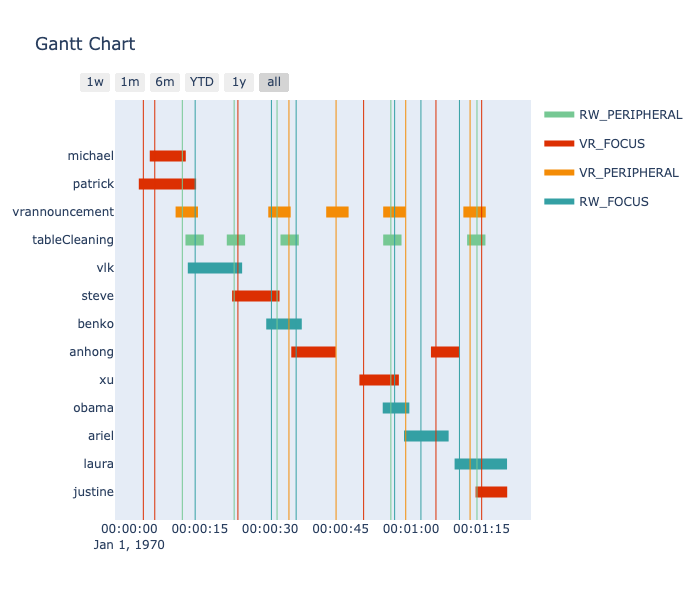 Gantt Chart
1w 1m 6m YTD 1y all
RW_PERIPHERAL
VR_FOCUS
VR_PERIPHERAL
RW_FOCUS
michael
patrick
vrannouncement
tableCleaning
vlk
steve
benko
anhong
xu
obama
ariel
laura
justine
00:00:00 00:00:15 00:00:30 00:00:45 00:01:00 00:01:15
Jan 1, 1970